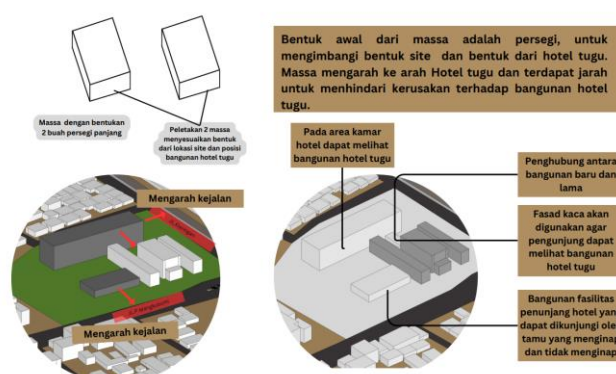 Massa dengan bentukan
2 buah persegi panjang
Peletakan 2 massa
menyesuaikan bentuk
dari lokasi site dan posisi
bangunan hotel tugu
Bentuk awal dari massa adalah persegi, untuk
mengimbangi bentuk site dan bentuk dari hotel tugu.
Massa mengarah ke arah Hotel tugu dan terdapat jarah
untuk menhindari kerusakan terhadap bangunan hotel
tugu.
Mengarah kejalan
Mengarah kejalan
Pada area kamar
hotel dapat melihat
bangunan hotel tugu
Penghubung antara
bangunan baru dan
lama
Fasad kaca akan
digunakan agar
pengunjung dapat
melihat bangunan
hotel tugu
Bangunan fasilitas
penunjang hotel yan
dapat dikunjungi ole
tamu yang menginap
dan tidak menginap